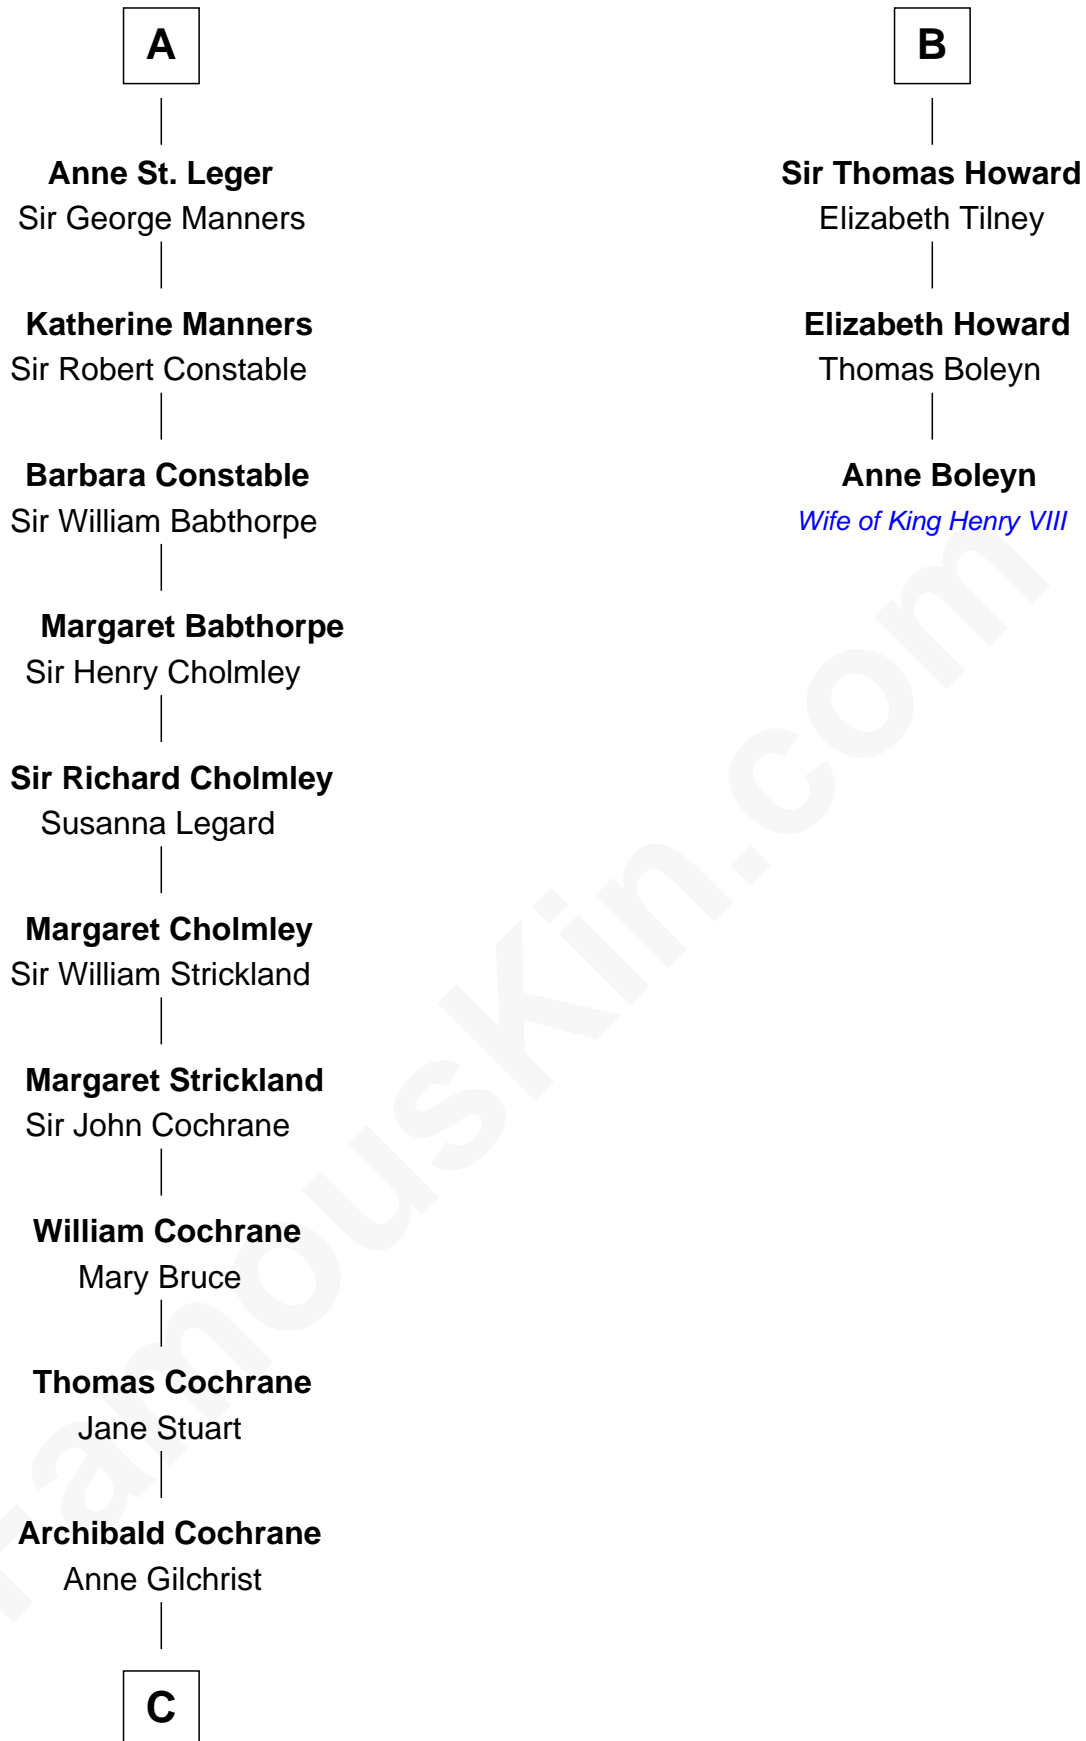 A
Anne St. Leger
Sir George Manners
Katherine Manners
Sir Robert Constable
Barbara Constable
Sir William Babthorpe
Margaret Babthorpe
Sir Henry Cholmley
Sir Richard Cholmley
Susanna Legard
Margaret Cholmley
Sir William Strickland
Margaret Strickland
Sir John Cochrane
William Cochrane
Mary Bruce
Thomas Cochrane
Jane Stuart
Archibald Cochrane
Anne Gilchrist
C
B
Sir Thomas Howard
Elizabeth Tilney
Elizabeth Howard
Thomas Boleyn
Anne Boleyn
Wife of King Henry VIII
FamousKin.com